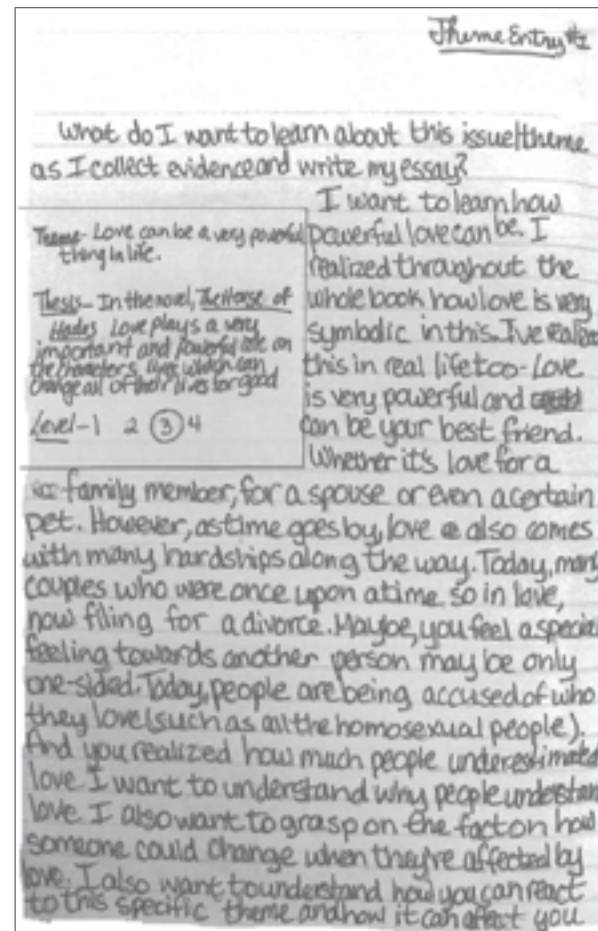 Theme Entry #1
What do I want to learn about this issue/theme
as I collect evidence and write my essay?
Theme- Love can be a very powerful
thing in life.
Thesis- In the novel, The House of
Hades Love plays a very
important and powerful role on
the characters lives which can
change all of their lives for good
Level- 1 2 3 4
I want to learn how
powerful love can be. I
realized throughout the
whole book how love is very
symbolic in this. I've realized
this in real life too- Love
is very powerful and
can be your best friend.
Whether it's love for a
family member, for a spouse or even a certain
pet. However, as time goes by, love also comes
with many hardships along the way. Today, many
couples who were once upon a time so in love,
now filing for a divorce. Maybe, you feel a special
feeling towards another person may be only
one-sided. Today, people are being accused of who
they love (such as all the homosexual people).
And you realized how much people underestimated
love. I want to understand why people understand
love. I also want to grasp on the fact on how
someone could change when they're affected by
love. I also want to understand how you can react
to this specific theme and how it can affect you